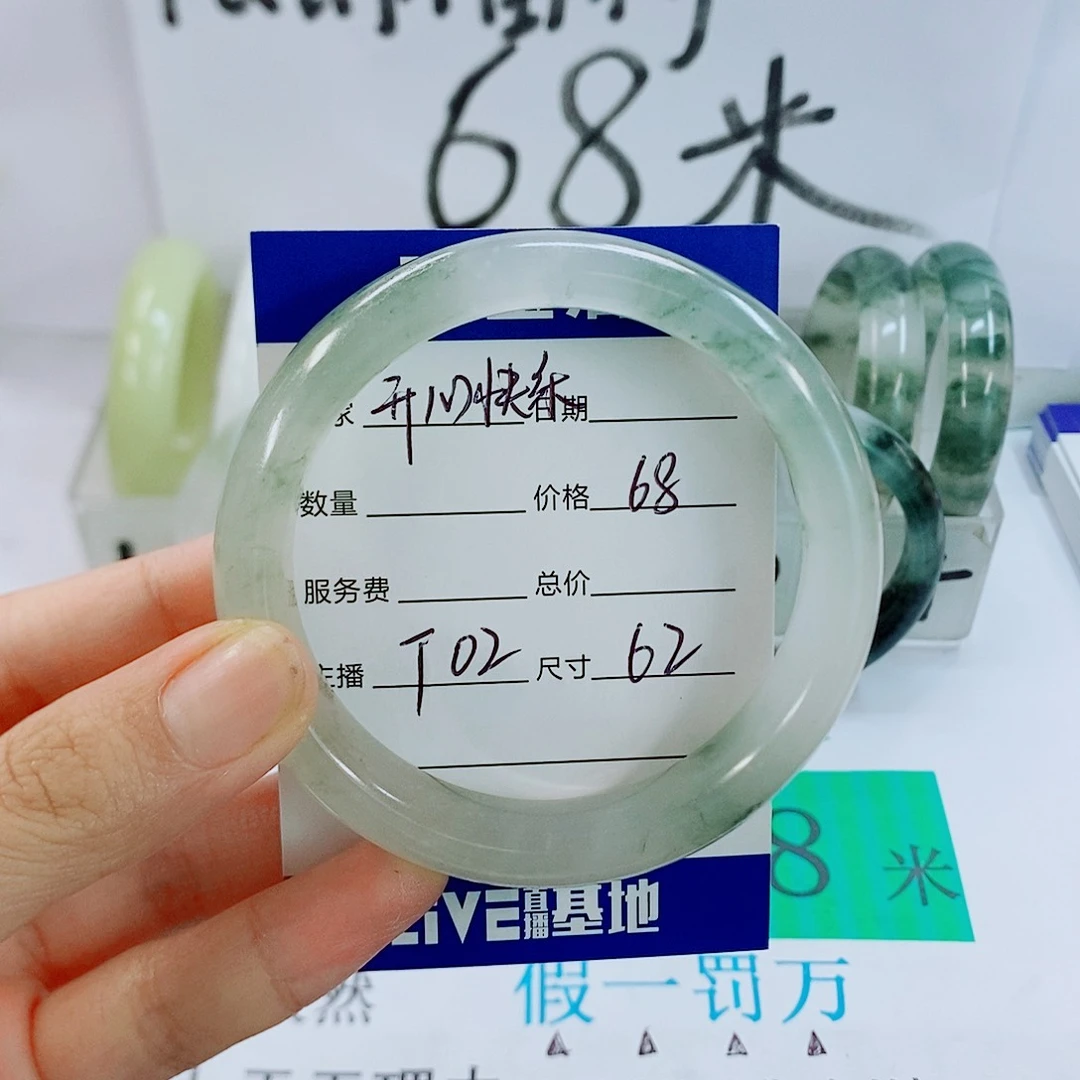 68米
开门快乐 日期
数量 价格 68
服务费 总价
主播 T02 尺寸 62
LIVE直播基地
8米
然 假一罚万